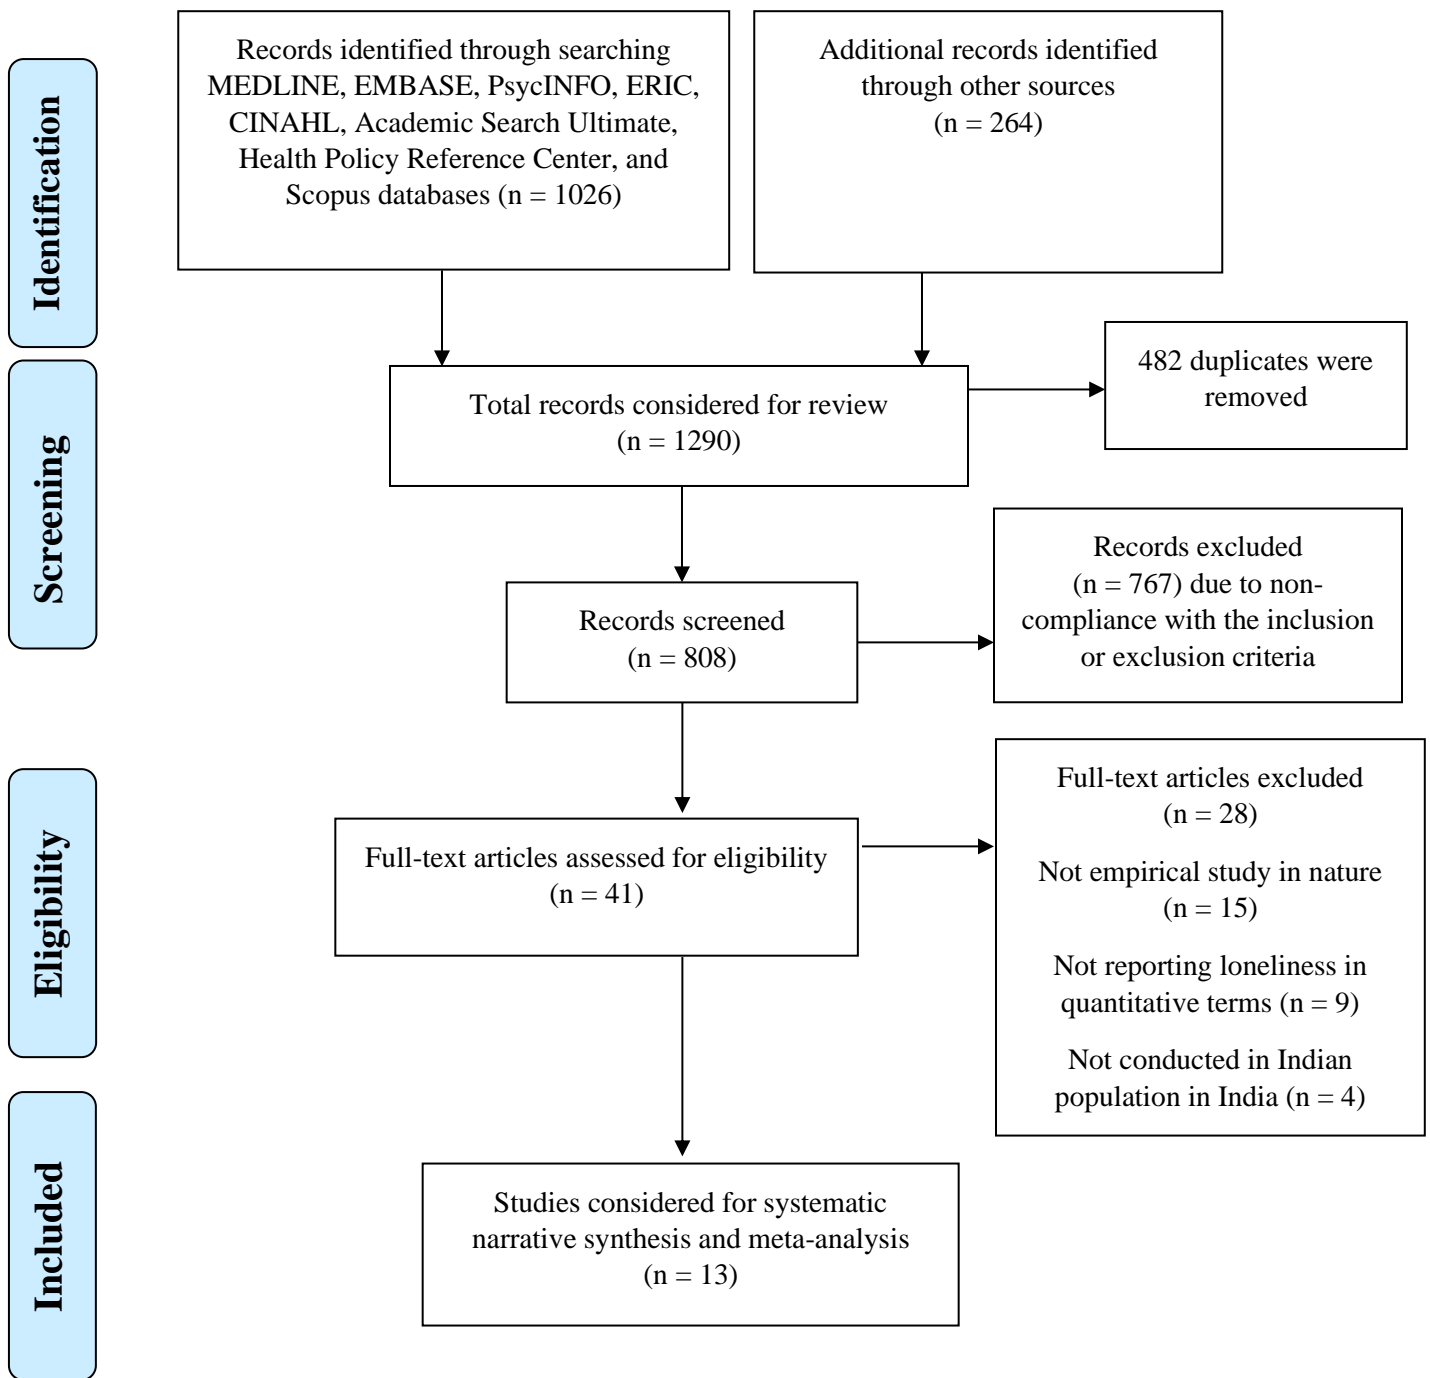 Identification
Records identified through searching
MEDLINE, EMBASE, PsycINFO, ERIC,
CINAHL, Academic Search Ultimate,
Health Policy Reference Center, and
Scopus databases (n = 1026)
Additional records identified
through other sources
(n = 264)
Screening
Total records considered for review
(n = 1290)
482 duplicates were
removed
Records screened
(n = 808)
Records excluded
(n = 767) due to non-
compliance with the inclusion
or exclusion criteria
Eligibility
Full-text articles assessed for eligibility
(n = 41)
Full-text articles excluded
(n = 28)
Not empirical study in nature
(n = 15)
Not reporting loneliness in
quantitative terms (n = 9)
Not conducted in Indian
population in India (n = 4)
Included
Studies considered for systematic
narrative synthesis and meta-analysis
(n = 13)